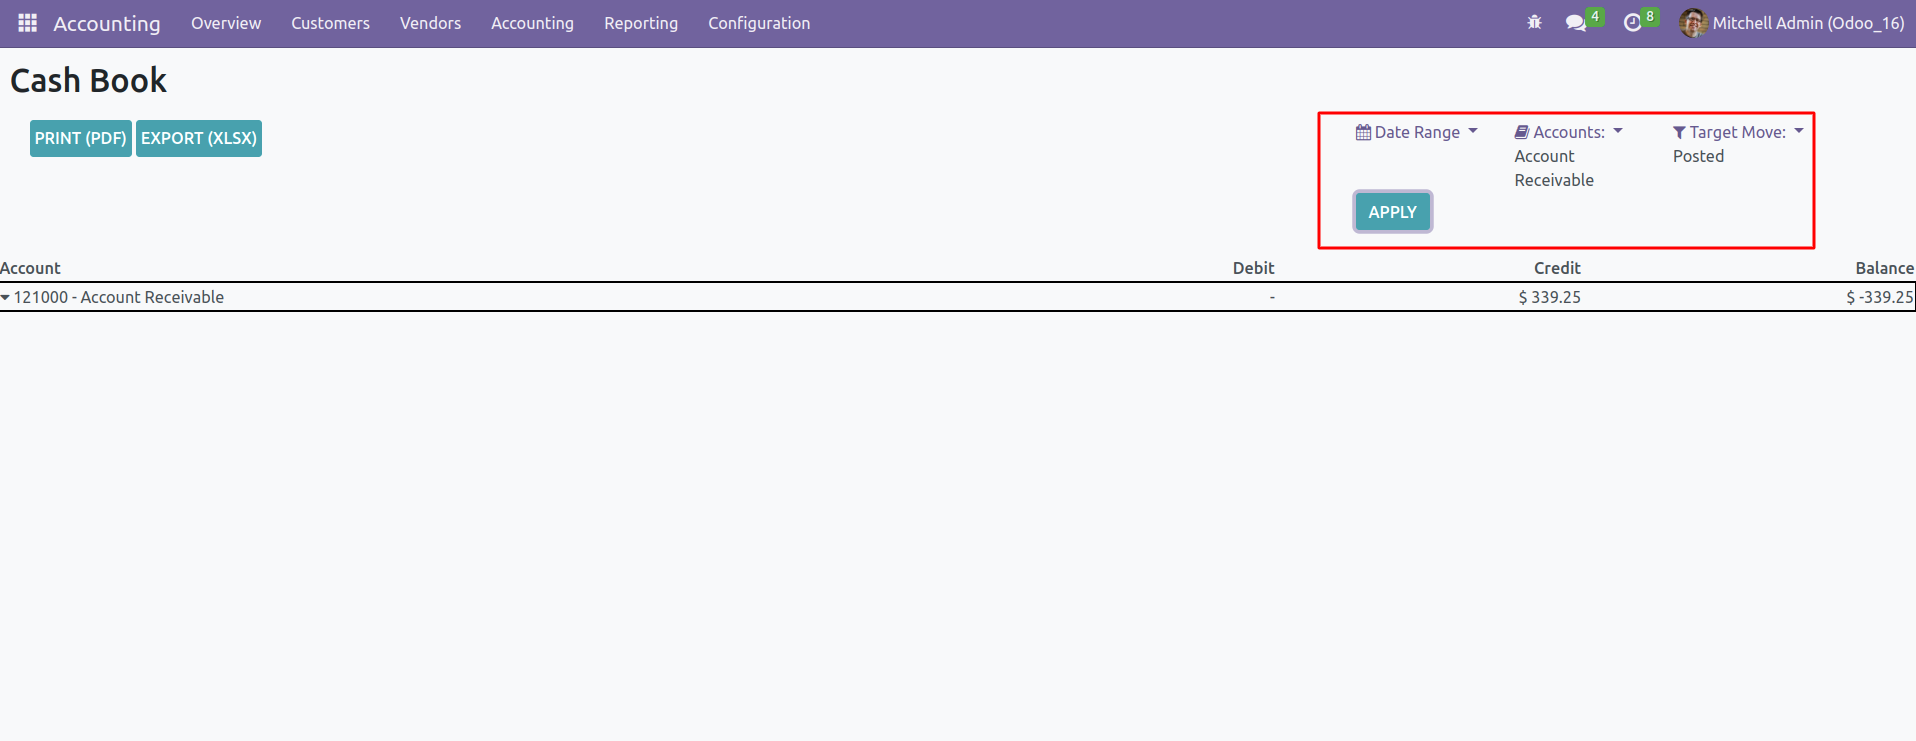 Accounting Overview Customers Vendors Accounting Reporting Configuration 4 8 Mitchell Admin (Odoo_16)
Cash Book
PRINT (PDF) EXPORT (XLSX)
Date Range Accounts: Target Move:
Account Posted
Receivable
APPLY
Account Debit Credit Balance
121000 - Account Receivable - $ 339.25 $ -339.25